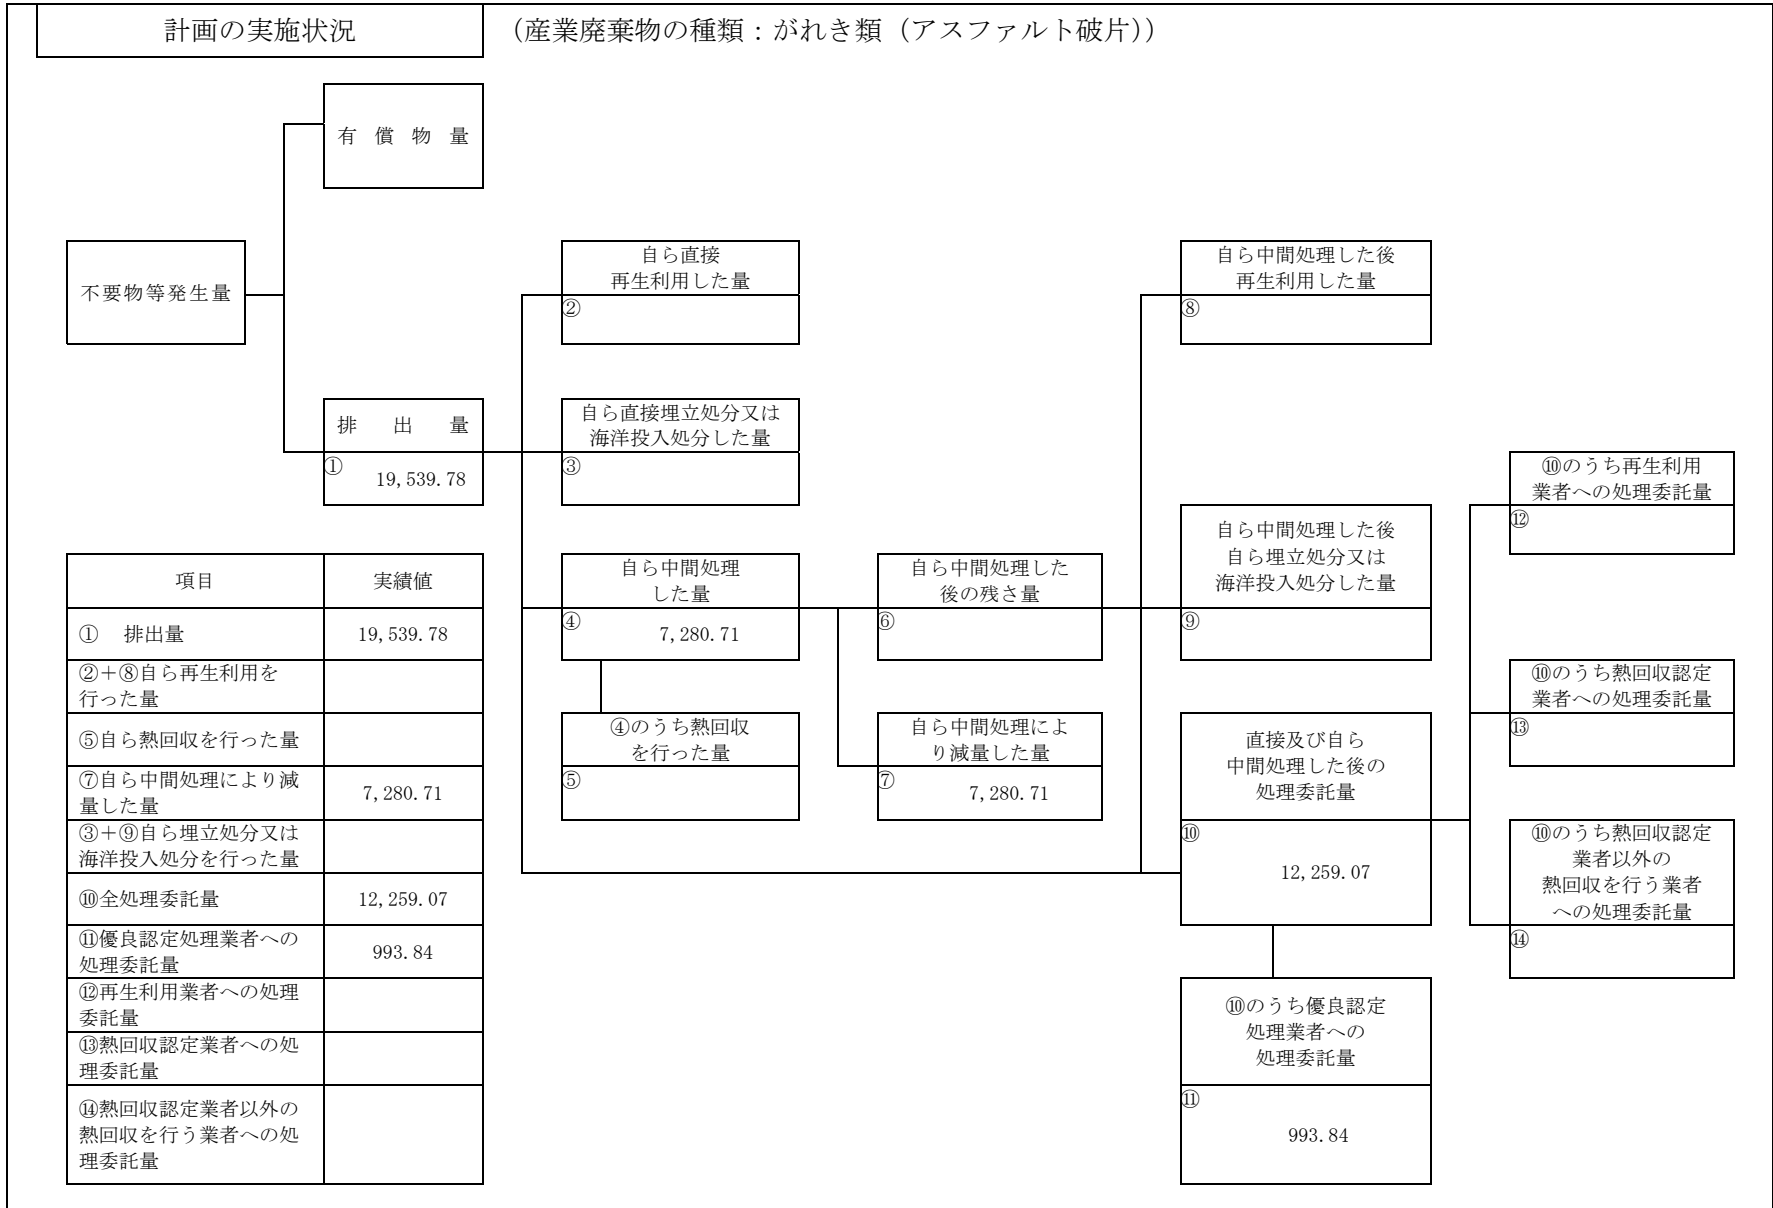 計画の実施状況
（産業廃棄物の種類：がれき類（アスファルト破片））
有償物量
不要物等発生量
自ら直接
再生利用した量
②
自ら中間処理した後
再生利用した量
⑧
排出量
① 19,539.78
自ら直接埋立処分又は
海洋投入処分した量
③
⑩のうち再生利用
業者への処理委託量
⑫
自ら中間処理した後
自ら埋立処分又は
海洋投入処分した量
⑨
自ら中間処理
した量
④ 7,280.71
自ら中間処理した
後の残さ量
⑥
⑩のうち熱回収認定
業者への処理委託量
⑬
④のうち熱回収
を行った量
⑤
自ら中間処理によ
り減量した量
⑦ 7,280.71
直接及び自ら
中間処理した後の
処理委託量
⑩
12,259.07
⑩のうち熱回収認定
業者以外の
熱回収を行う業者
への処理委託量
⑭
⑩のうち優良認定
処理業者への
処理委託量
⑪
993.84
項目 実績値
① 排出量 19,539.78
②＋⑧自ら再生利用を
行った量
⑤自ら熱回収を行った量
⑦自ら中間処理により減
量した量 7,280.71
③＋⑨自ら埋立処分又は
海洋投入処分を行った量
⑩全処理委託量 12,259.07
⑪優良認定処理業者への
処理委託量 993.84
⑫再生利用業者への処理
委託量
⑬熱回収認定業者への処
理委託量
⑭熱回収認定業者以外の
熱回収を行う業者への処
理委託量